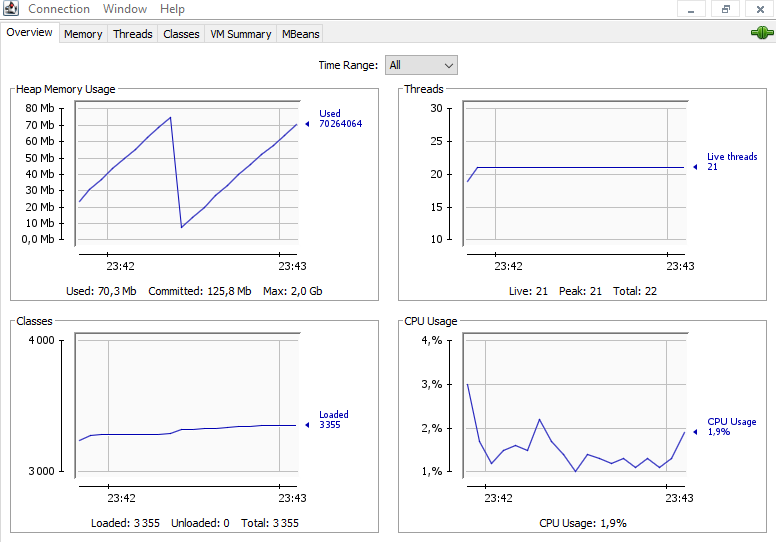 Connection Window Help
Overview Memory Threads Classes VM Summary MBeans
Time Range: All
Heap Memory Usage
80 Mb
70 Mb
60 Mb
50 Mb
40 Mb
30 Mb
20 Mb
10 Mb
0,0 Mb
Used
70264064
23:42 23:43
Used: 70,3 Mb Committed: 125,8 Mb Max: 2,0 Gb
Threads
30
25
20
15
10
Live threads
21
23:42 23:43
Live: 21 Peak: 21 Total: 22
Classes
4 000
3 000
Loaded
3 355
23:42 23:43
Loaded: 3 355 Unloaded: 0 Total: 3 355
CPU Usage
4,%
3,%
2,%
1,%
CPU Usage
1,9%
23:42 23:43
CPU Usage: 1,9%